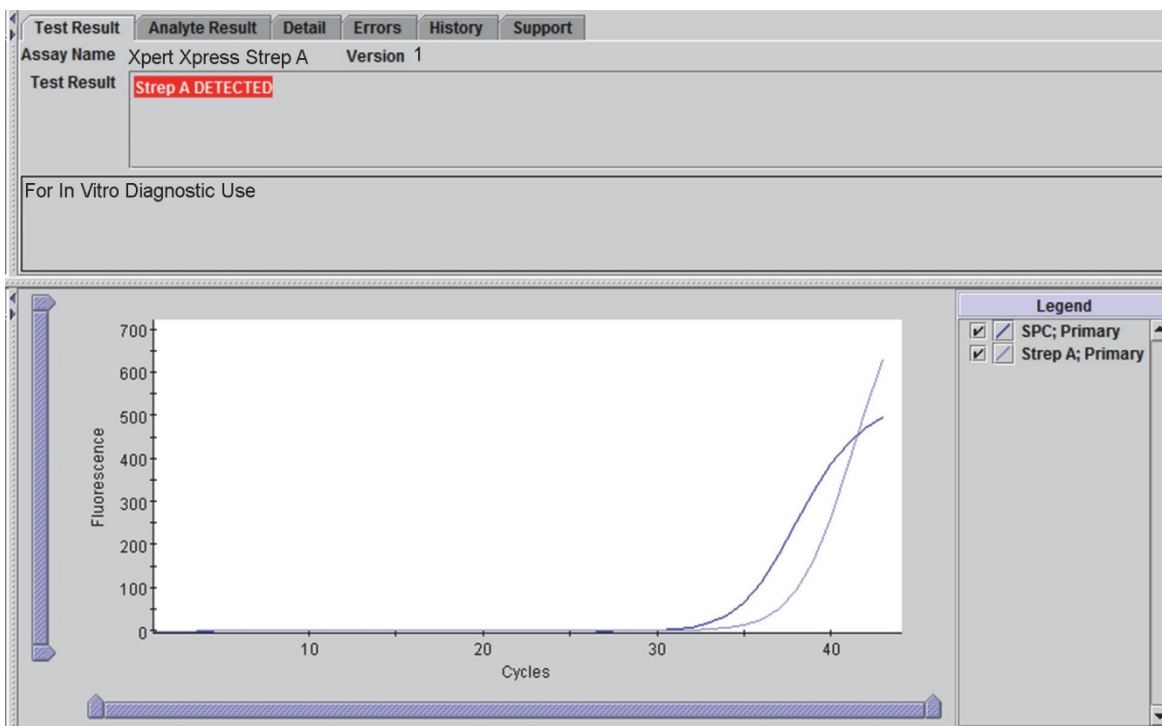 Test Result Analyte Result Detail Errors History Support
Assay Name Xpert Xpress Strep A Version 1
Test Result Strep A DETECTED
For In Vitro Diagnostic Use
Legend
SPC; Primary
Strep A; Primary
700
600
500
400
300
200
100
0
Fluorescence
10 20 30 40
Cycles